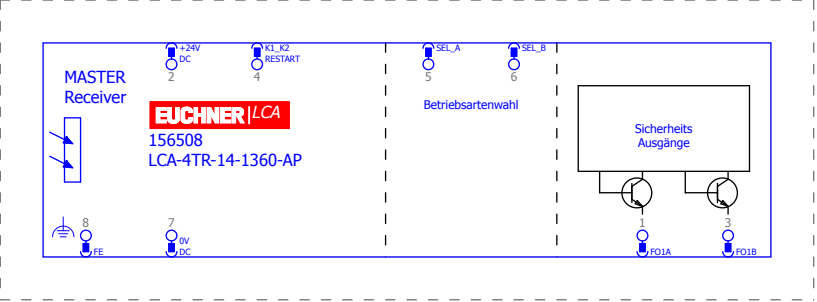 +24V
DC
2
K1_K2
RESTART
4
SEL_A
5
SEL_B
6
MASTER
Receiver
EUCHNER|LCA
156508
LCA-4TR-14-1360-AP
Betriebsartenwahl
Sicherheits
Ausgänge
8
FE
7
0V
DC
1
FO1A
3
FO1B